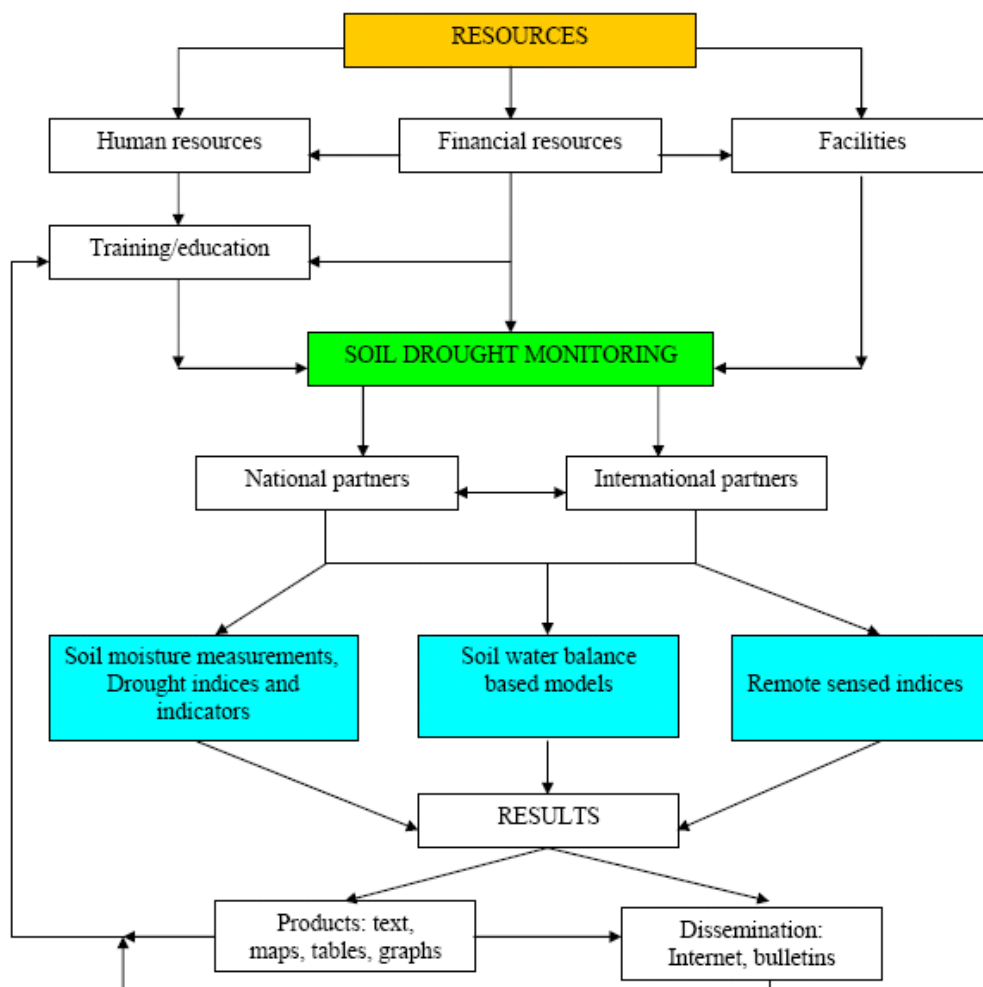 RESOURCES
Human resources
Financial resources
Facilities
Training/education
SOIL DROUGHT MONITORING
National partners
International partners
Soil moisture measurements,
Drought indices and
indicators
Soil water balance
based models
Remote sensed indices
RESULTS
Products: text,
maps, tables, graphs
Dissemination:
Internet, bulletins